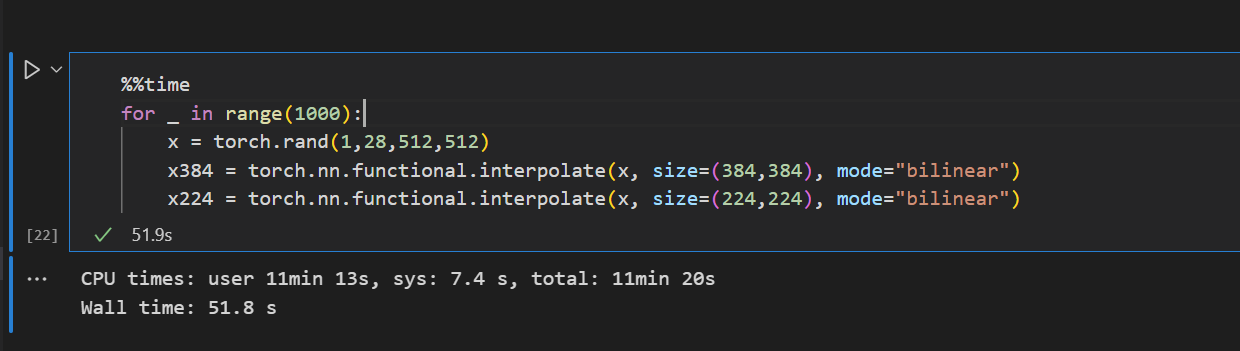 %%time
for _ in range(1000):
    x = torch.rand(1,28,512,512)
    x384 = torch.nn.functional.interpolate(x, size=(384,384), mode="bilinear")
    x224 = torch.nn.functional.interpolate(x, size=(224,224), mode="bilinear")
[22] 51.9s
CPU times: user 11min 13s, sys: 7.4 s, total: 11min 20s
Wall time: 51.8 s